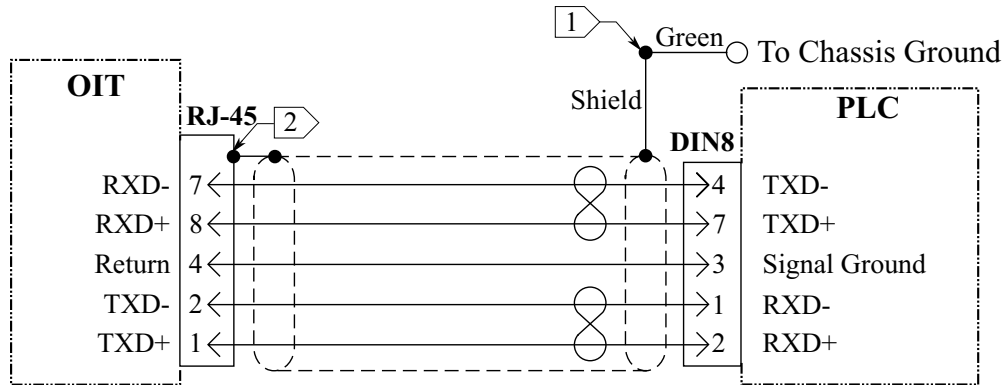 1
Green
To Chassis Ground
OIT
Shield
PLC
RJ-45
2
DIN8
RXD- 7 4 TXD-
RXD+ 8 7 TXD+
Return 4 3 Signal Ground
TXD- 2 1 RXD-
TXD+ 1 2 RXD+